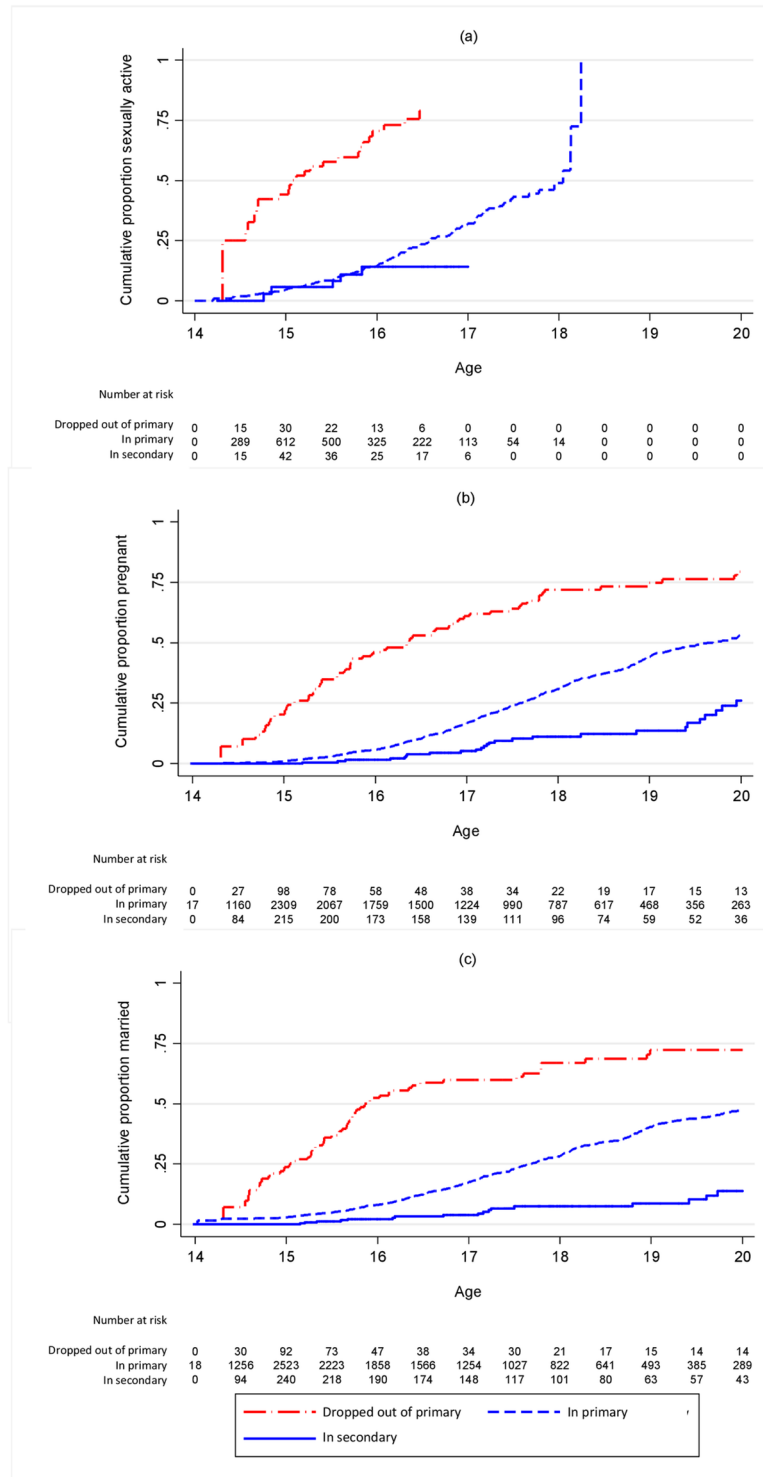 (a)
Cumulative proportion sexually active
1
.75
.5
.25
0
14 15 16 17 18 19 20
Age
Number at risk
Dropped out of primary 0 15 30 22 13 6 0 0 0 0 0 0 0
In primary 0 289 612 500 325 222 113 54 14 0 0 0 0
In secondary 0 15 42 36 25 17 6 0 0 0 0 0 0
(b)
Cumulative proportion pregnant
1
.75
.5
.25
0
14 15 16 17 18 19 20
Age
Number at risk
Dropped out of primary 0 27 98 78 58 48 38 34 22 19 17 15 13
In primary 17 1160 2309 2067 1759 1500 1224 990 787 617 468 356 263
In secondary 0 84 215 200 173 158 139 111 96 74 59 52 36
(c)
Cumulative proportion married
1
.75
.5
.25
0
14 15 16 17 18 19 20
Age
Number at risk
Dropped out of primary 0 30 92 73 47 38 34 30 21 17 15 14 14
In primary 18 1256 2523 2223 1858 1566 1254 1027 822 641 493 385 289
In secondary 0 94 240 218 190 174 148 117 101 80 63 57 43
Dropped out of primary In primary ,
In secondary